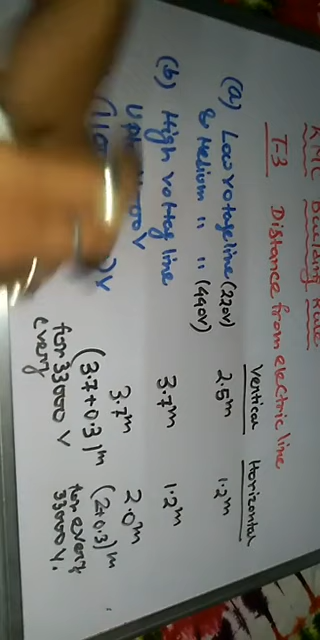 KMC Building Rule
T-3 Distance from electric line
Vertical Horizontal
(a) Low voltage line (220V) 2.5m 1.2m
& Medium " " (440V)
(b) High voltage line 3.7m 1.2m
V 3.7m 2.0m
(3.7+0.3)m (2+0.3)m
for 33000 V for every
every 33000 V.